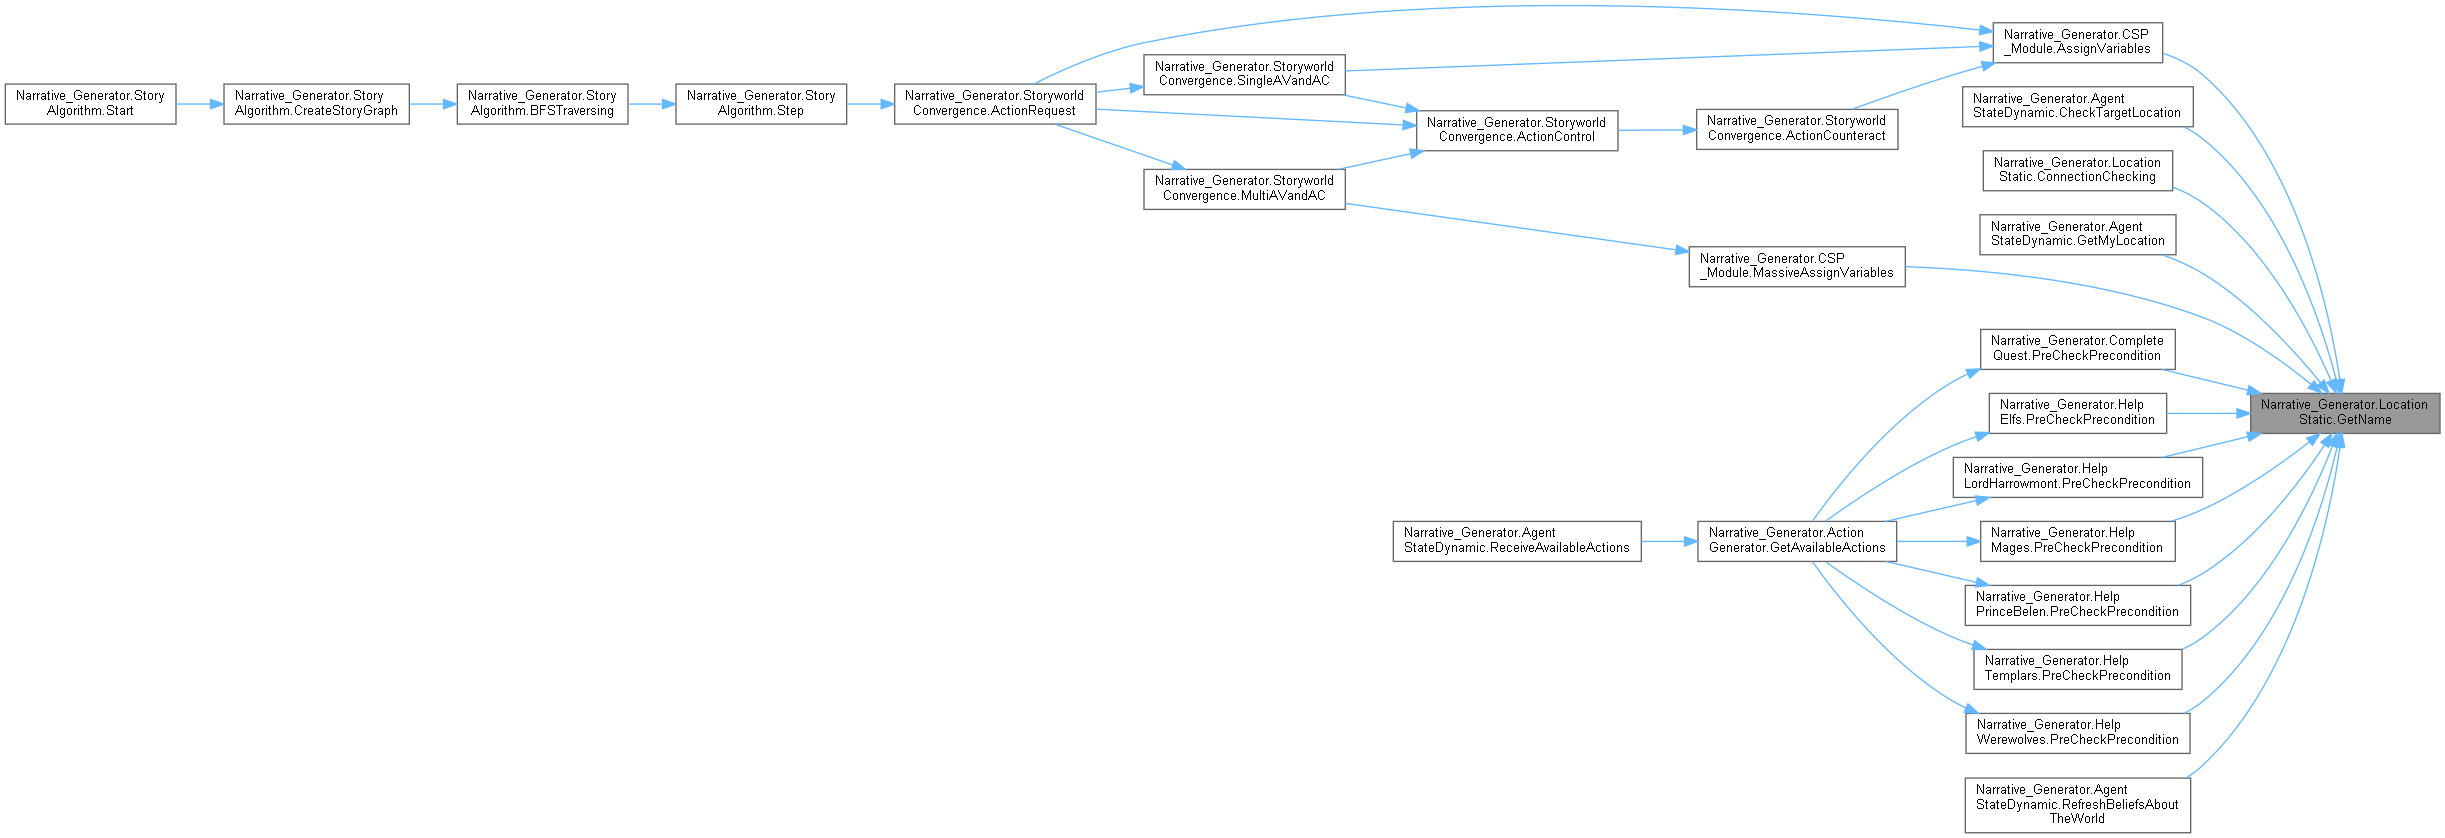 Narrative_Generator.Story
Algorithm.Start
Narrative_Generator.Story
Algorithm.CreateStoryGraph
Narrative_Generator.Story
Algorithm.BFSTraversing
Narrative_Generator.Story
Algorithm.Step
Narrative_Generator.Storyworld
Convergence.ActionRequest
Narrative_Generator.Storyworld
Convergence.SingleAVandAC
Narrative_Generator.Storyworld
Convergence.MultiAVandAC
Narrative_Generator.Storyworld
Convergence.ActionControl
Narrative_Generator.Storyworld
Convergence.ActionCounteract
Narrative_Generator.CSP
_Module.AssignVariables
Narrative_Generator.Agent
StateDynamic.CheckTargetLocation
Narrative_Generator.Location
Static.ConnectionChecking
Narrative_Generator.Agent
StateDynamic.GetMyLocation
Narrative_Generator.CSP
_Module.MassiveAssignVariables
Narrative_Generator.Complete
Quest.PreCheckPrecondition
Narrative_Generator.Help
Elfs.PreCheckPrecondition
Narrative_Generator.Location
Static.GetName
Narrative_Generator.Help
LordHarrowmont.PreCheckPrecondition
Narrative_Generator.Agent
StateDynamic.ReceiveAvailableActions
Narrative_Generator.Action
Generator.GetAvailableActions
Narrative_Generator.Help
Mages.PreCheckPrecondition
Narrative_Generator.Help
PrinceBelen.PreCheckPrecondition
Narrative_Generator.Help
Templars.PreCheckPrecondition
Narrative_Generator.Help
Werewolves.PreCheckPrecondition
Narrative_Generator.Agent
StateDynamic.RefreshBeliefsAbout
TheWorld